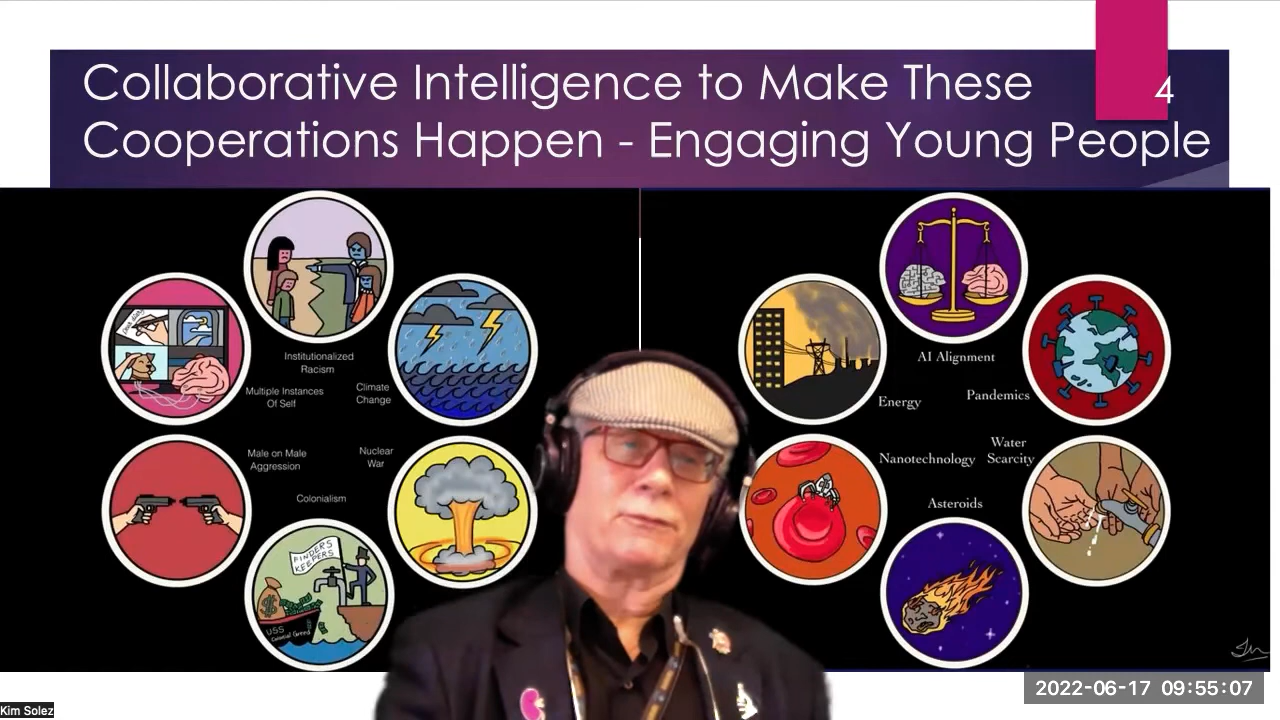 Collaborative Intelligence to Make These
Cooperations Happen - Engaging Young People
4
Institutionalized
Racism
Multiple Instances
Of Self
Climate
Change
Male on Male
Aggression
Nuclear
War
Colonialism
FINDERS
KEEPERS
$
USS
Colonial Greed
AI Alignment
Energy
Pandemics
Nanotechnology
Water
Scarcity
Asteroids
Kim Solez
2022-06-17 09:55:07